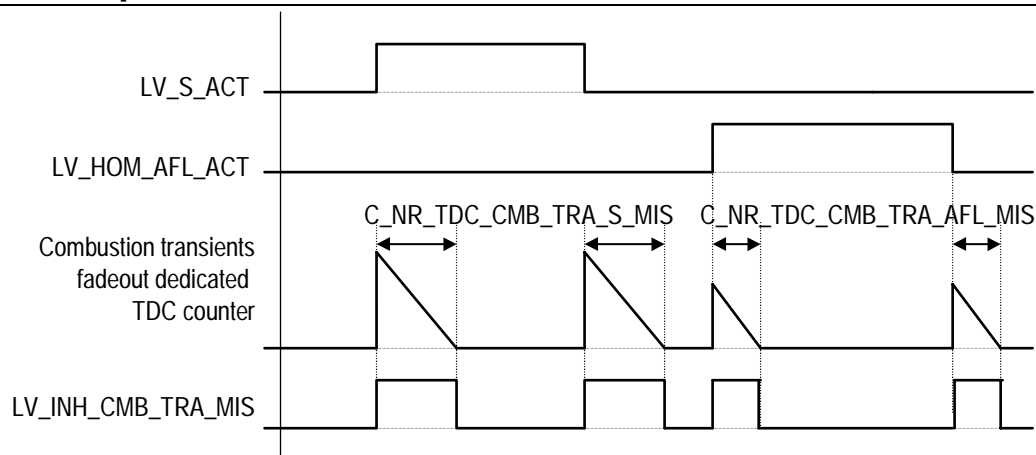 LV_S_ACT
LV_HOM_AFL_ACT
C_NR_TDC_CMB_TRA_S_MIS
C_NR_TDC_CMB_TRA_AFL_MIS
Combustion transients
fadeout dedicated
TDC counter
LV_INH_CMB_TRA_MIS